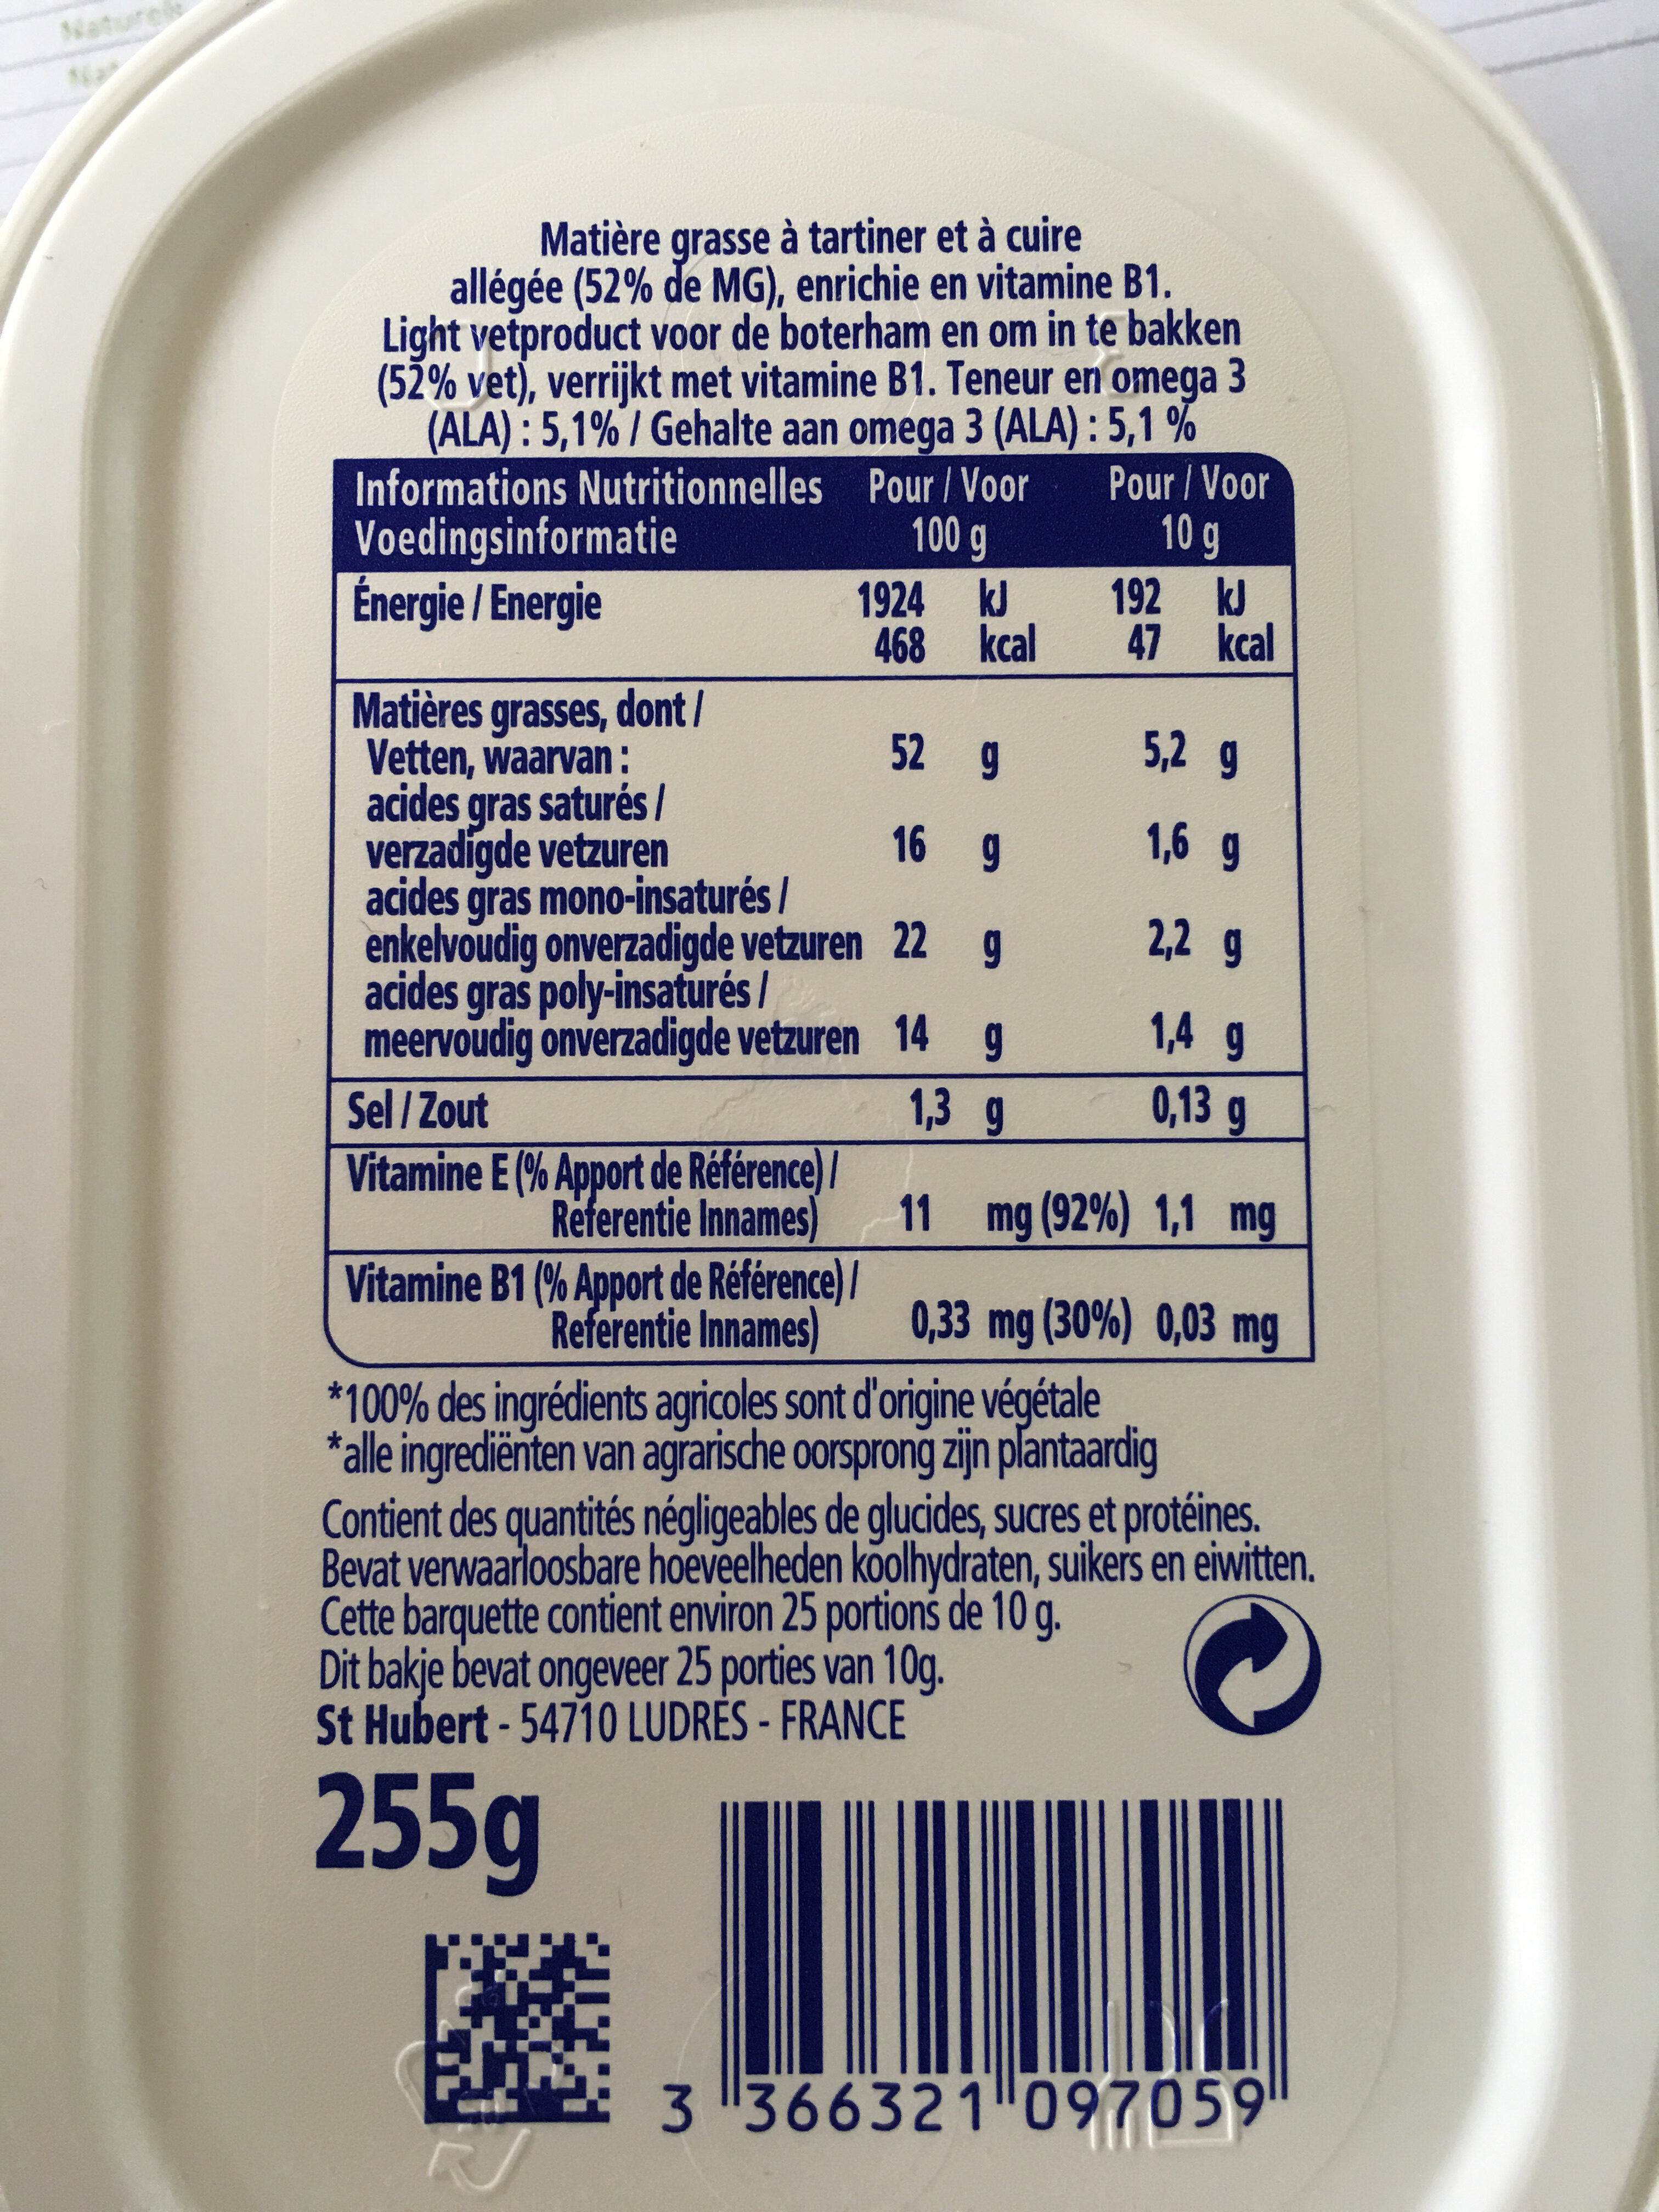 Naturels
Matière grasse à tartiner et à cuire
allégée (52% de MG), enrichie en vitamine B1.
Light vetproduct voor de boterham en om in te bakken
(52% vet), verrijkt met vitamine B1. Teneur en omega 3
(ALA) : 5,1% / Gehalte aan omega 3 (ALA) : 5,1 %
Informations Nutritionnelles Pour / Voor Pour / Voor
Voedingsinformatie 100 g 10 g
Énergie / Energie 1924 kJ 192 kJ
468 kcal 47 kcal
Matières grasses, dont /
Vetten, waarvan : 52 g 5,2 g
acides gras saturés /
verzadigde vetzuren 16 g 1,6 g
acides gras mono-insaturés /
enkelvoudig onverzadigde vetzuren 22 g 2,2 g
acides gras poly-insaturés /
meervoudig onverzadigde vetzuren 14 g 1,4 g
Sel / Zout 1,3 g 0,13 g
Vitamine E (% Apport de Référence) /
Referentie Innames) 11 mg (92%) 1,1 mg
Vitamine B1 (% Apport de Référence) /
Referentie Innames) 0,33 mg (30%) 0,03 mg
*100% des ingrédients agricoles sont d'origine végétale
*alle ingrediënten van agrarische oorsprong zijn plantaardig
Contient des quantités négligeables de glucides, sucres et protéines.
Bevat verwaarloosbare hoeveelheden koolhydraten, suikers en eiwitten.
Cette barquette contient environ 25 portions de 10 g.
Dit bakje bevat ongeveer 25 porties van 10g.
St Hubert - 54710 LUDRES - FRANCE
255g
3 366321 097059